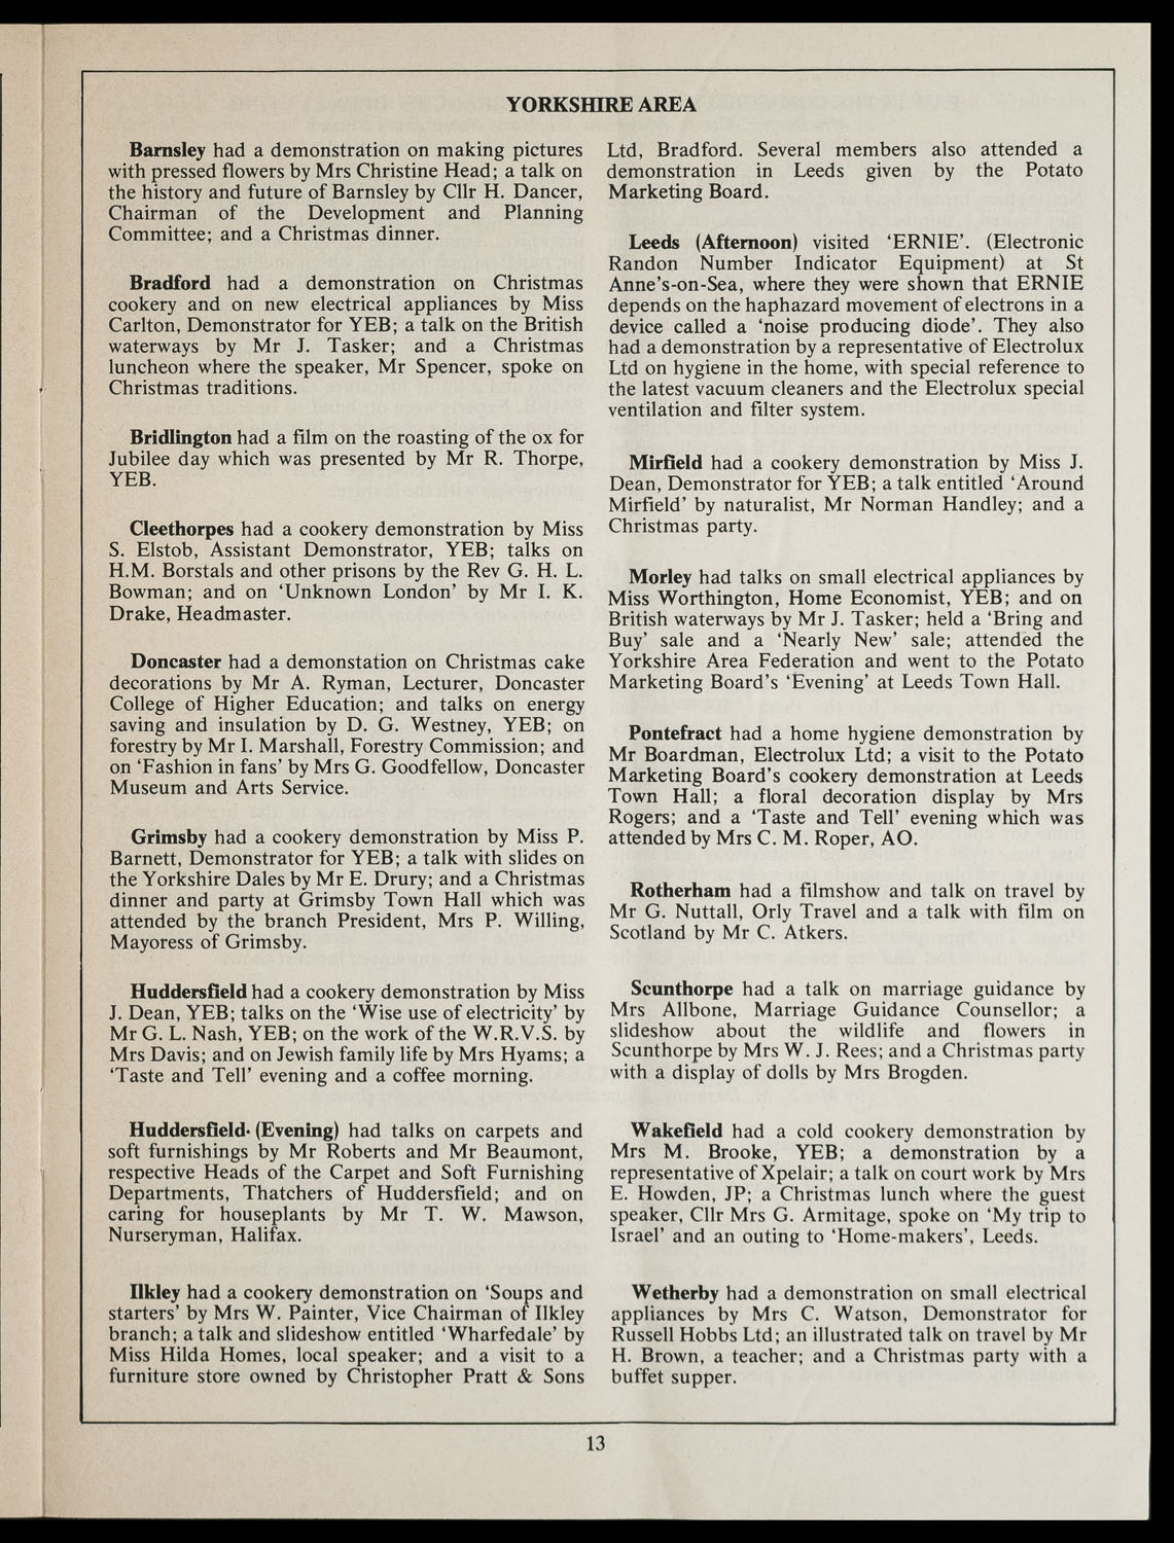 YORKSHIRE AREA
Barnsley had a demonstration on making pictures
with pressed flowers by Mrs Christine Head; a talk on
the history and future of Barnsley by Cllr H. Dancer,
Chairman of the Development and Planning
Committee; and a Christmas dinner.
Bradford had a demonstration on Christmas
cookery and on new electrical appliances by Miss
Carlton, Demonstrator for YEB; a talk on the British
waterways by Mr J. Tasker; and a Christmas
luncheon where the speaker, Mr Spencer, spoke on
Christmas traditions.
Bridlington had a film on the roasting of the ox for
Jubilee day which was presented by Mr R. Thorpe,
YEB.
Cleethorpes had a cookery demonstration by Miss
S. Elstob, Assistant Demonstrator, YEB; talks on
H.M. Borstals and other prisons by the Rev G. H. L.
Bowman; and on ‘Unknown London’ by Mr I. K.
Drake, Headmaster.
Doncaster had a demonstation on Christmas cake
decorations by Mr A. Ryman, Lecturer, Doncaster
College of Higher Education; and talks on energy
saving and insulation by D. G. Westney, YEB; on
forestry by Mr I. Marshall, Forestry Commission; and
on ‘Fashion in fans’ by Mrs G. Goodfellow, Doncaster
Museum and Arts Service.
Grimsby had a cookery demonstration by Miss P.
Barnett, Demonstrator for YEB; a talk with slides on
the Yorkshire Dales by Mr E. Drury; and a Christmas
dinner and party at Grimsby Town Hall which was
attended by the branch President, Mrs P. Willing,
Mayoress of Grimsby.
Huddersfield had a cookery demonstration by Miss
J. Dean, YEB; talks on the ‘Wise use of electricity’ by
Mr G. L. Nash, YEB; on the work of the W.R.V.S. by
Mrs Davis; and on Jewish family life by Mrs Hyams; a
‘Taste and Tell’ evening and a coffee morning.
Huddersfield· (Evening) had talks on carpets and
soft furnishings by Mr Roberts and Mr Beaumont,
respective Heads of the Carpet and Soft Furnishing
Departments, Thatchers of Huddersfield; and on
caring for houseplants by Mr T. W. Mawson,
Nurseryman, Halifax.
Ilkley had a cookery demonstration on ‘Soups and
starters’ by Mrs W. Painter, Vice Chairman of Ilkley
branch; a talk and slideshow entitled ‘Wharfedale’ by
Miss Hilda Homes, local speaker; and a visit to a
furniture store owned by Christopher Pratt & Sons
Ltd, Bradford. Several members also attended a
demonstration in Leeds given by the Potato
Marketing Board.
Leeds (Afternoon) visited ‘ERNIE’. (Electronic
Randon Number Indicator Equipment) at St
Anne’s-on-Sea, where they were shown that ERNIE
depends on the haphazard movement of electrons in a
device called a ‘noise producing diode’. They also
had a demonstration by a representative of Electrolux
Ltd on hygiene in the home, with special reference to
the latest vacuum cleaners and the Electrolux special
ventilation and filter system.
Mirfield had a cookery demonstration by Miss J.
Dean, Demonstrator for YEB; a talk entitled ‘Around
Mirfield’ by naturalist, Mr Norman Handley; and a
Christmas party.
Morley had talks on small electrical appliances by
Miss Worthington, Home Economist, YEB; and on
British waterways by Mr J. Tasker; held a ‘Bring and
Buy’ sale and a ‘Nearly New’ sale; attended the
Yorkshire Area Federation and went to the Potato
Marketing Board’s ‘Evening’ at Leeds Town Hall.
Pontefract had a home hygiene demonstration by
Mr Boardman, Electrolux Ltd; a visit to the Potato
Marketing Board’s cookery demonstration at Leeds
Town Hall; a floral decoration display by Mrs
Rogers; and a ‘Taste and Tell’ evening which was
attended by Mrs C. M. Roper, AO.
Rotherham had a filmshow and talk on travel by
Mr G. Nuttall, Orly Travel and a talk with film on
Scotland by Mr C. Atkers.
Scunthorpe had a talk on marriage guidance by
Mrs Allbone, Marriage Guidance Counsellor; a
slideshow about the wildlife and flowers in
Scunthorpe by Mrs W. J. Rees; and a Christmas party
with a display of dolls by Mrs Brogden.
Wakefield had a cold cookery demonstration by
Mrs M. Brooke, YEB; a demonstration by a
representative of Xpelair; a talk on court work by Mrs
E. Howden, JP; a Christmas lunch where the guest
speaker, Cllr Mrs G. Armitage, spoke on ‘My trip to
Israel’ and an outing to ‘Home-makers’, Leeds.
Wetherby had a demonstration on small electrical
appliances by Mrs C. Watson, Demonstrator for
Russell Hobbs Ltd; an illustrated talk on travel by Mr
H. Brown, a teacher; and a Christmas party with a
buffet supper.
13